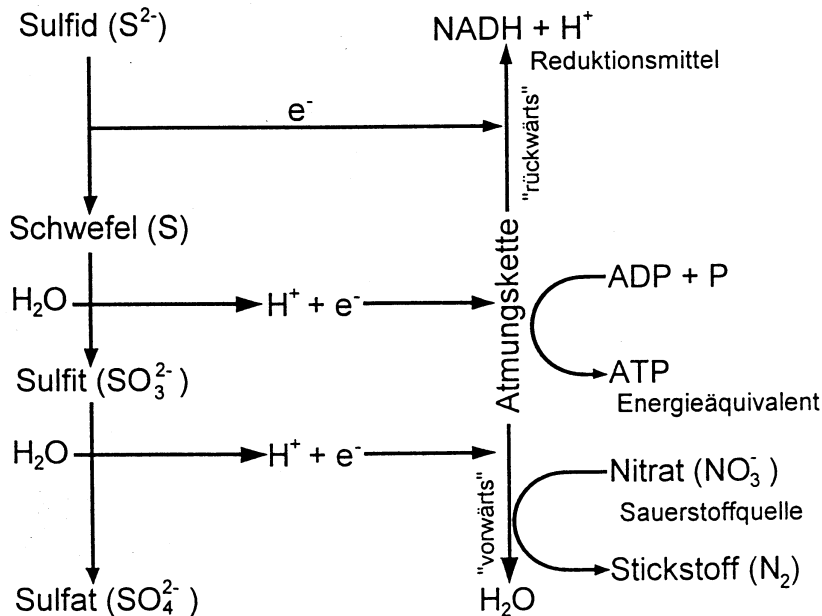 Sulfid (S²⁻)
NADH + H⁺
Reduktionsmittel
e⁻
"rückwärts"
Schwefel (S)
Atmungskette
ADP + P
H₂O
H⁺ + e⁻
ATP
Energieäquivalent
Sulfit (SO₃²⁻)
H₂O
H⁺ + e⁻
"vorwärts"
Nitrat (NO₃⁻)
Sauerstoffquelle
Stickstoff (N₂)
Sulfat (SO₄²⁻)
H₂O